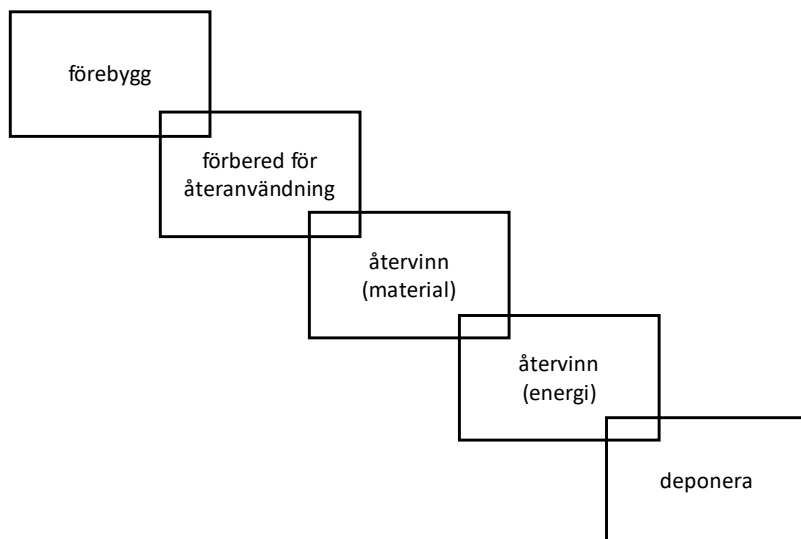 förebygg
förbered för
återanvändning
återvinn
(material)
återvinn
(energi)
deponera